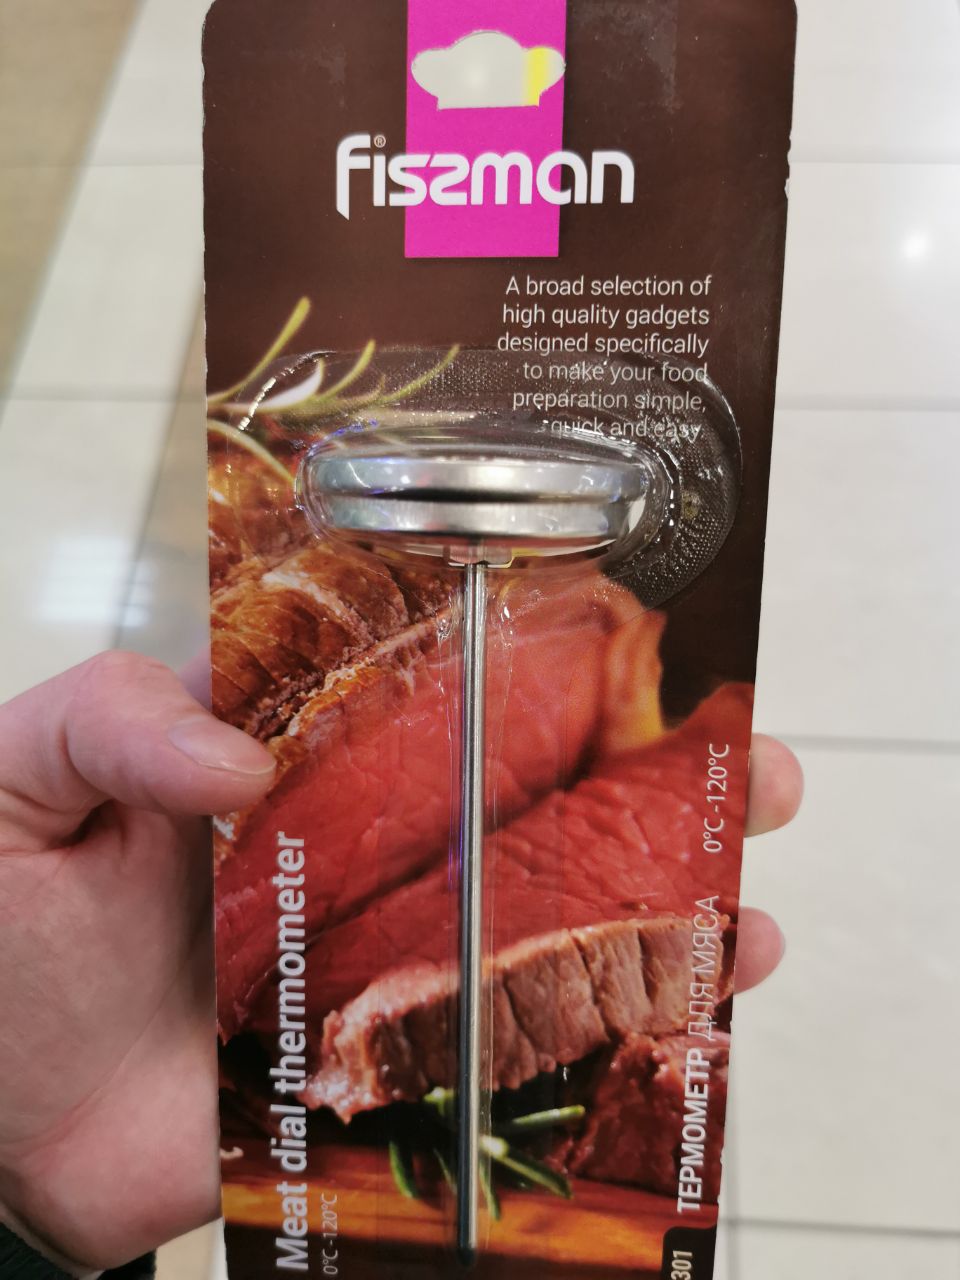 fissman®
A broad selection of
high quality gadgets
designed specifically
to make your food
preparation simple,
quick and easy
Meat dial thermometer
0°C-120°C
ТЕРМОМЕТР ДЛЯ МЯСА 0°C-120°C
301